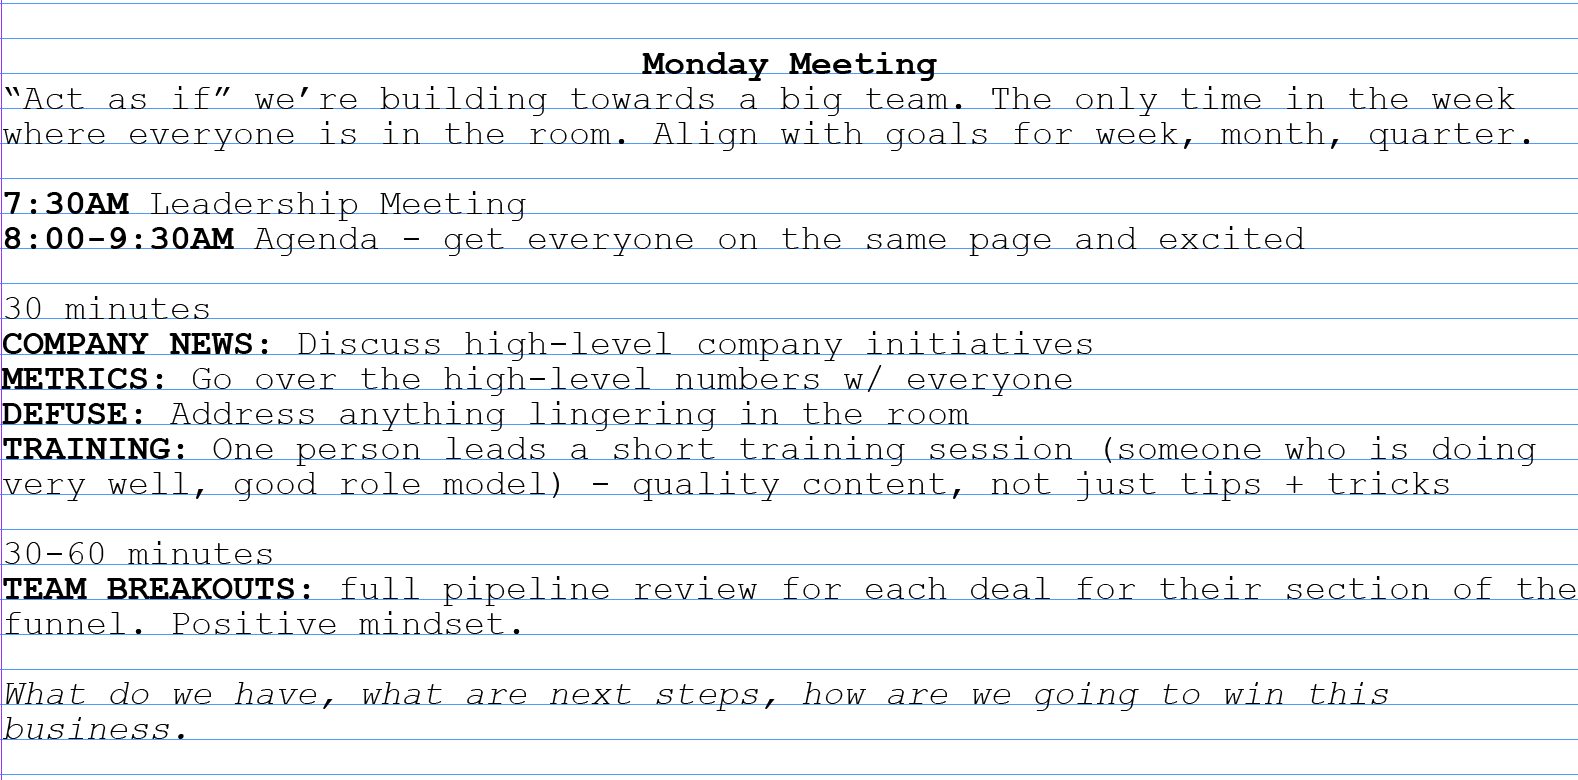 Monday Meeting
“Act as if” we’re building towards a big team. The only time in the week
where everyone is in the room. Align with goals for week, month, quarter.
7:30AM Leadership Meeting
8:00-9:30AM Agenda - get everyone on the same page and excited
30 minutes
COMPANY NEWS: Discuss high-level company initiatives
METRICS: Go over the high-level numbers w/ everyone
DEFUSE: Address anything lingering in the room
TRAINING: One person leads a short training session (someone who is doing
very well, good role model) - quality content, not just tips + tricks
30-60 minutes
TEAM BREAKOUTS: full pipeline review for each deal for their section of the
funnel. Positive mindset.
What do we have, what are next steps, how are we going to win this
business.